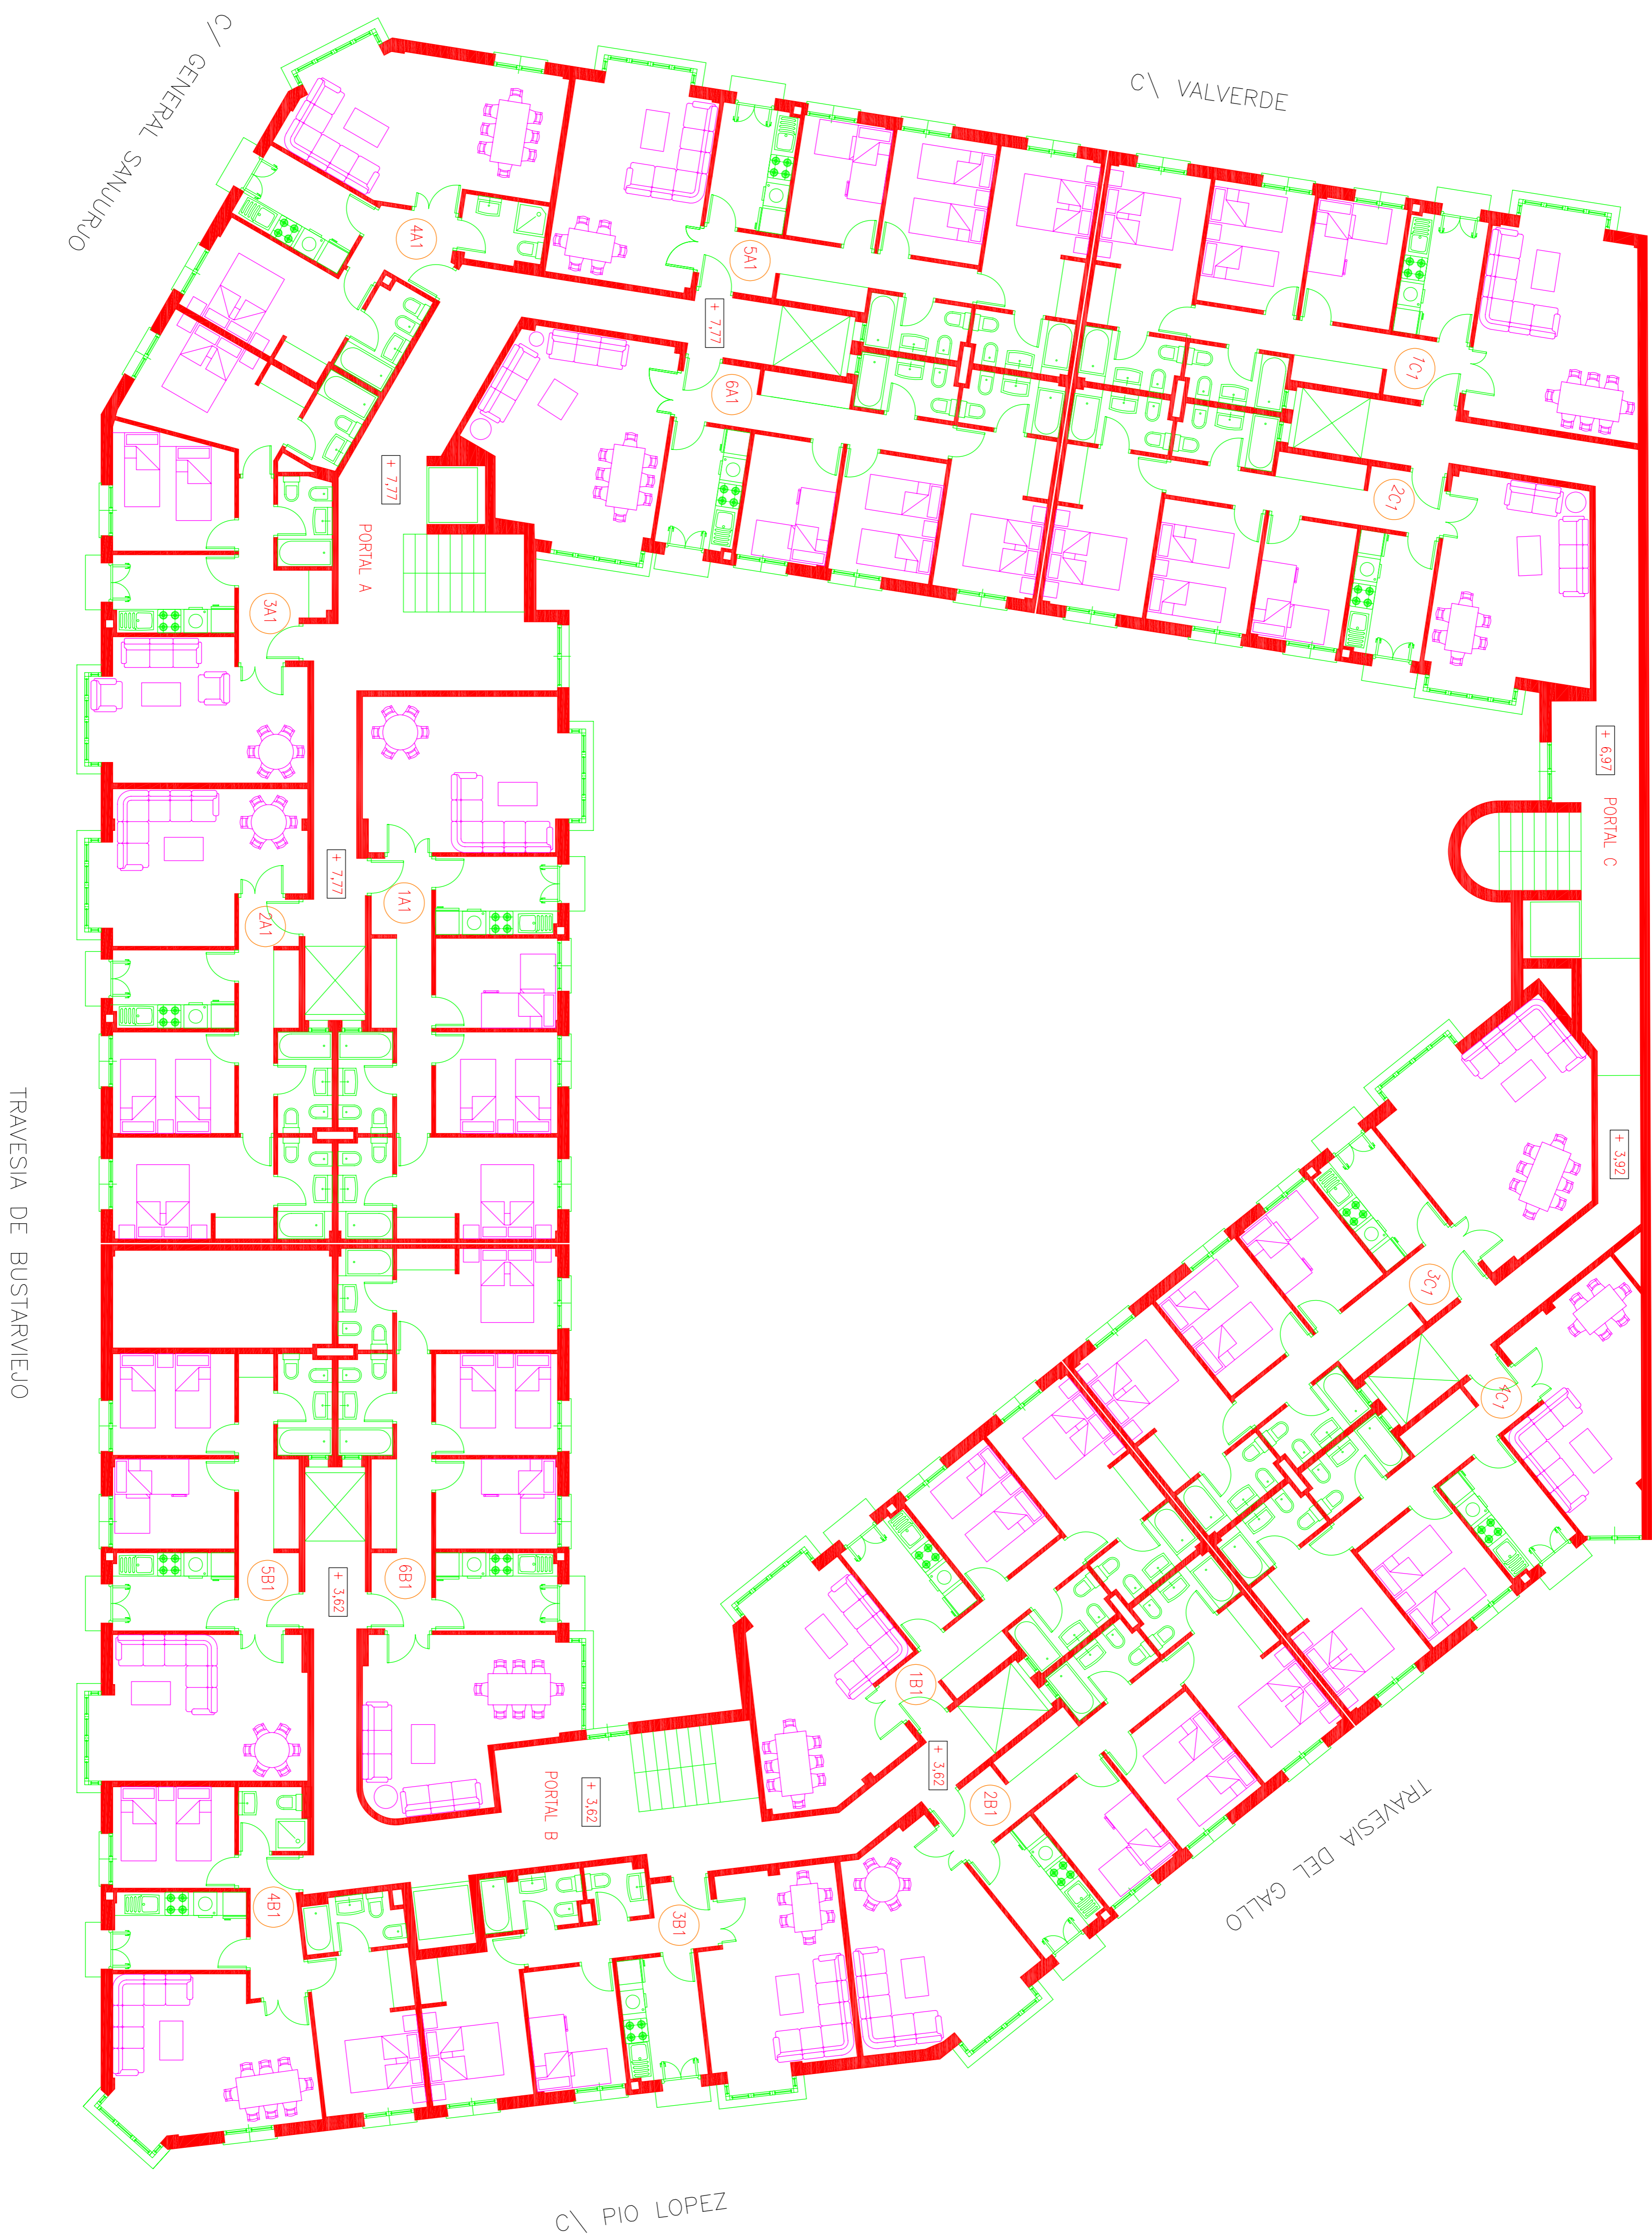 C/ GENERAL SANJURJO
C\ VALVERDE
4A1
5A1
+ 7,77
6A1
1C1
2C1
+ 7,77
PORTAL A
3A1
+ 6,97
PORTAL C
+ 7,77
1A1
2A1
+ 3,92
TRAVESIA DE BUSTARVIEJO
3C1
4C1
5B1
+ 3,62
6B1
1B1
+ 3,62
2B1
PORTAL B
+ 3,62
TRAVESIA DEL GALLO
4B1
3B1
C\ PIO LOPEZ